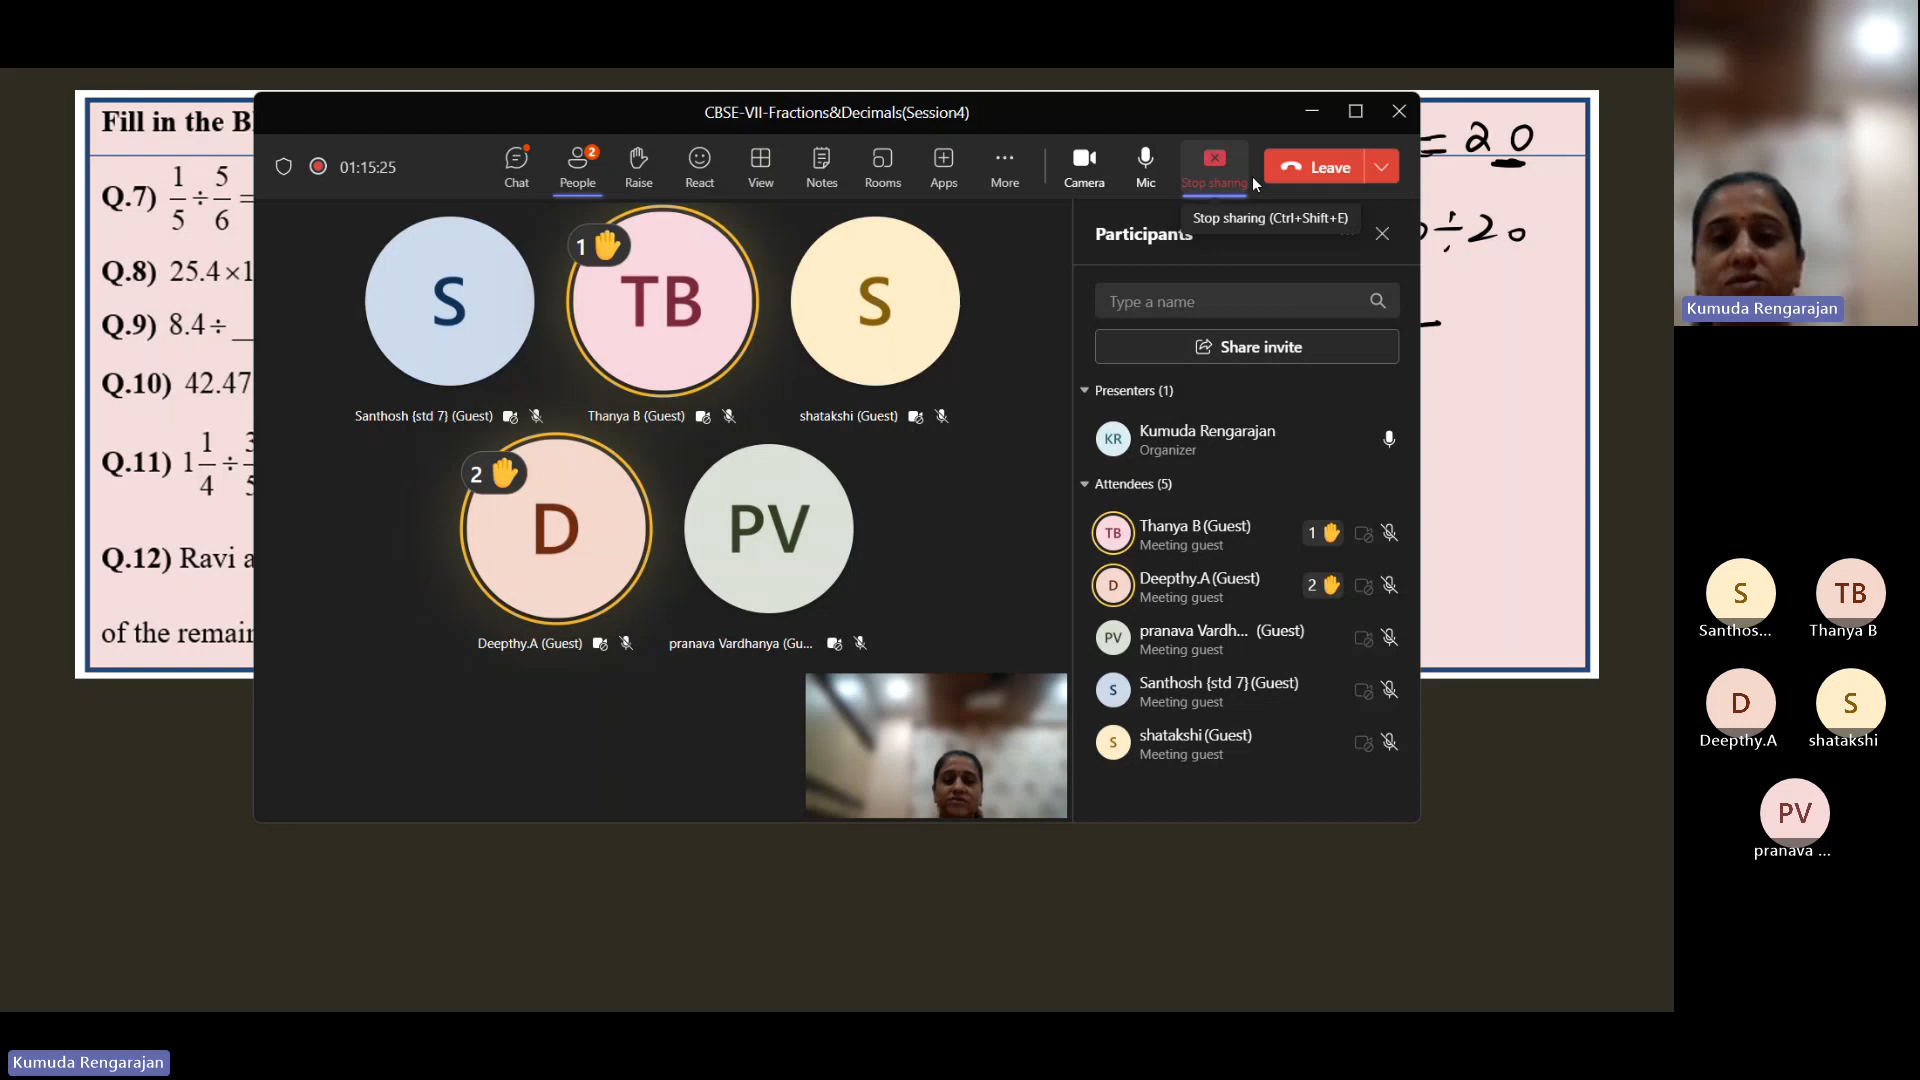 CBSE-VII-Fractions&Decimals(Session4)
01:15:25
Chat
People
2
Raise
React
View
Notes
Rooms
Apps
More
Camera
Mic
Stop sharing
Leave
Stop sharing (Ctrl+Shift+E)
Fill in the B
Q.7) 1/5 ÷ 5/6 =
Q.8) 25.4×1
Q.9) 8.4÷ _
Q.10) 42.47
Q.11) 1 1/4 ÷ 3/5
Q.12) Ravi a
of the remain
= 20
÷20
S
Santhosh {std 7} (Guest)
1
TB
Thanya B (Guest)
S
shatakshi (Guest)
2
D
Deepthy.A (Guest)
PV
pranava Vardhanya (Gu...
Participants
Type a name
Share invite
Presenters (1)
KR
Kumuda Rengarajan
Organizer
Attendees (5)
TB
Thanya B (Guest)
Meeting guest
1
D
Deepthy.A (Guest)
Meeting guest
2
PV
pranava Vardh... (Guest)
Meeting guest
S
Santhosh {std 7} (Guest)
Meeting guest
S
shatakshi (Guest)
Meeting guest
Kumuda Rengarajan
S
Santhos...
TB
Thanya B
D
Deepthy.A
S
shatakshi
PV
pranava ...
Kumuda Rengarajan